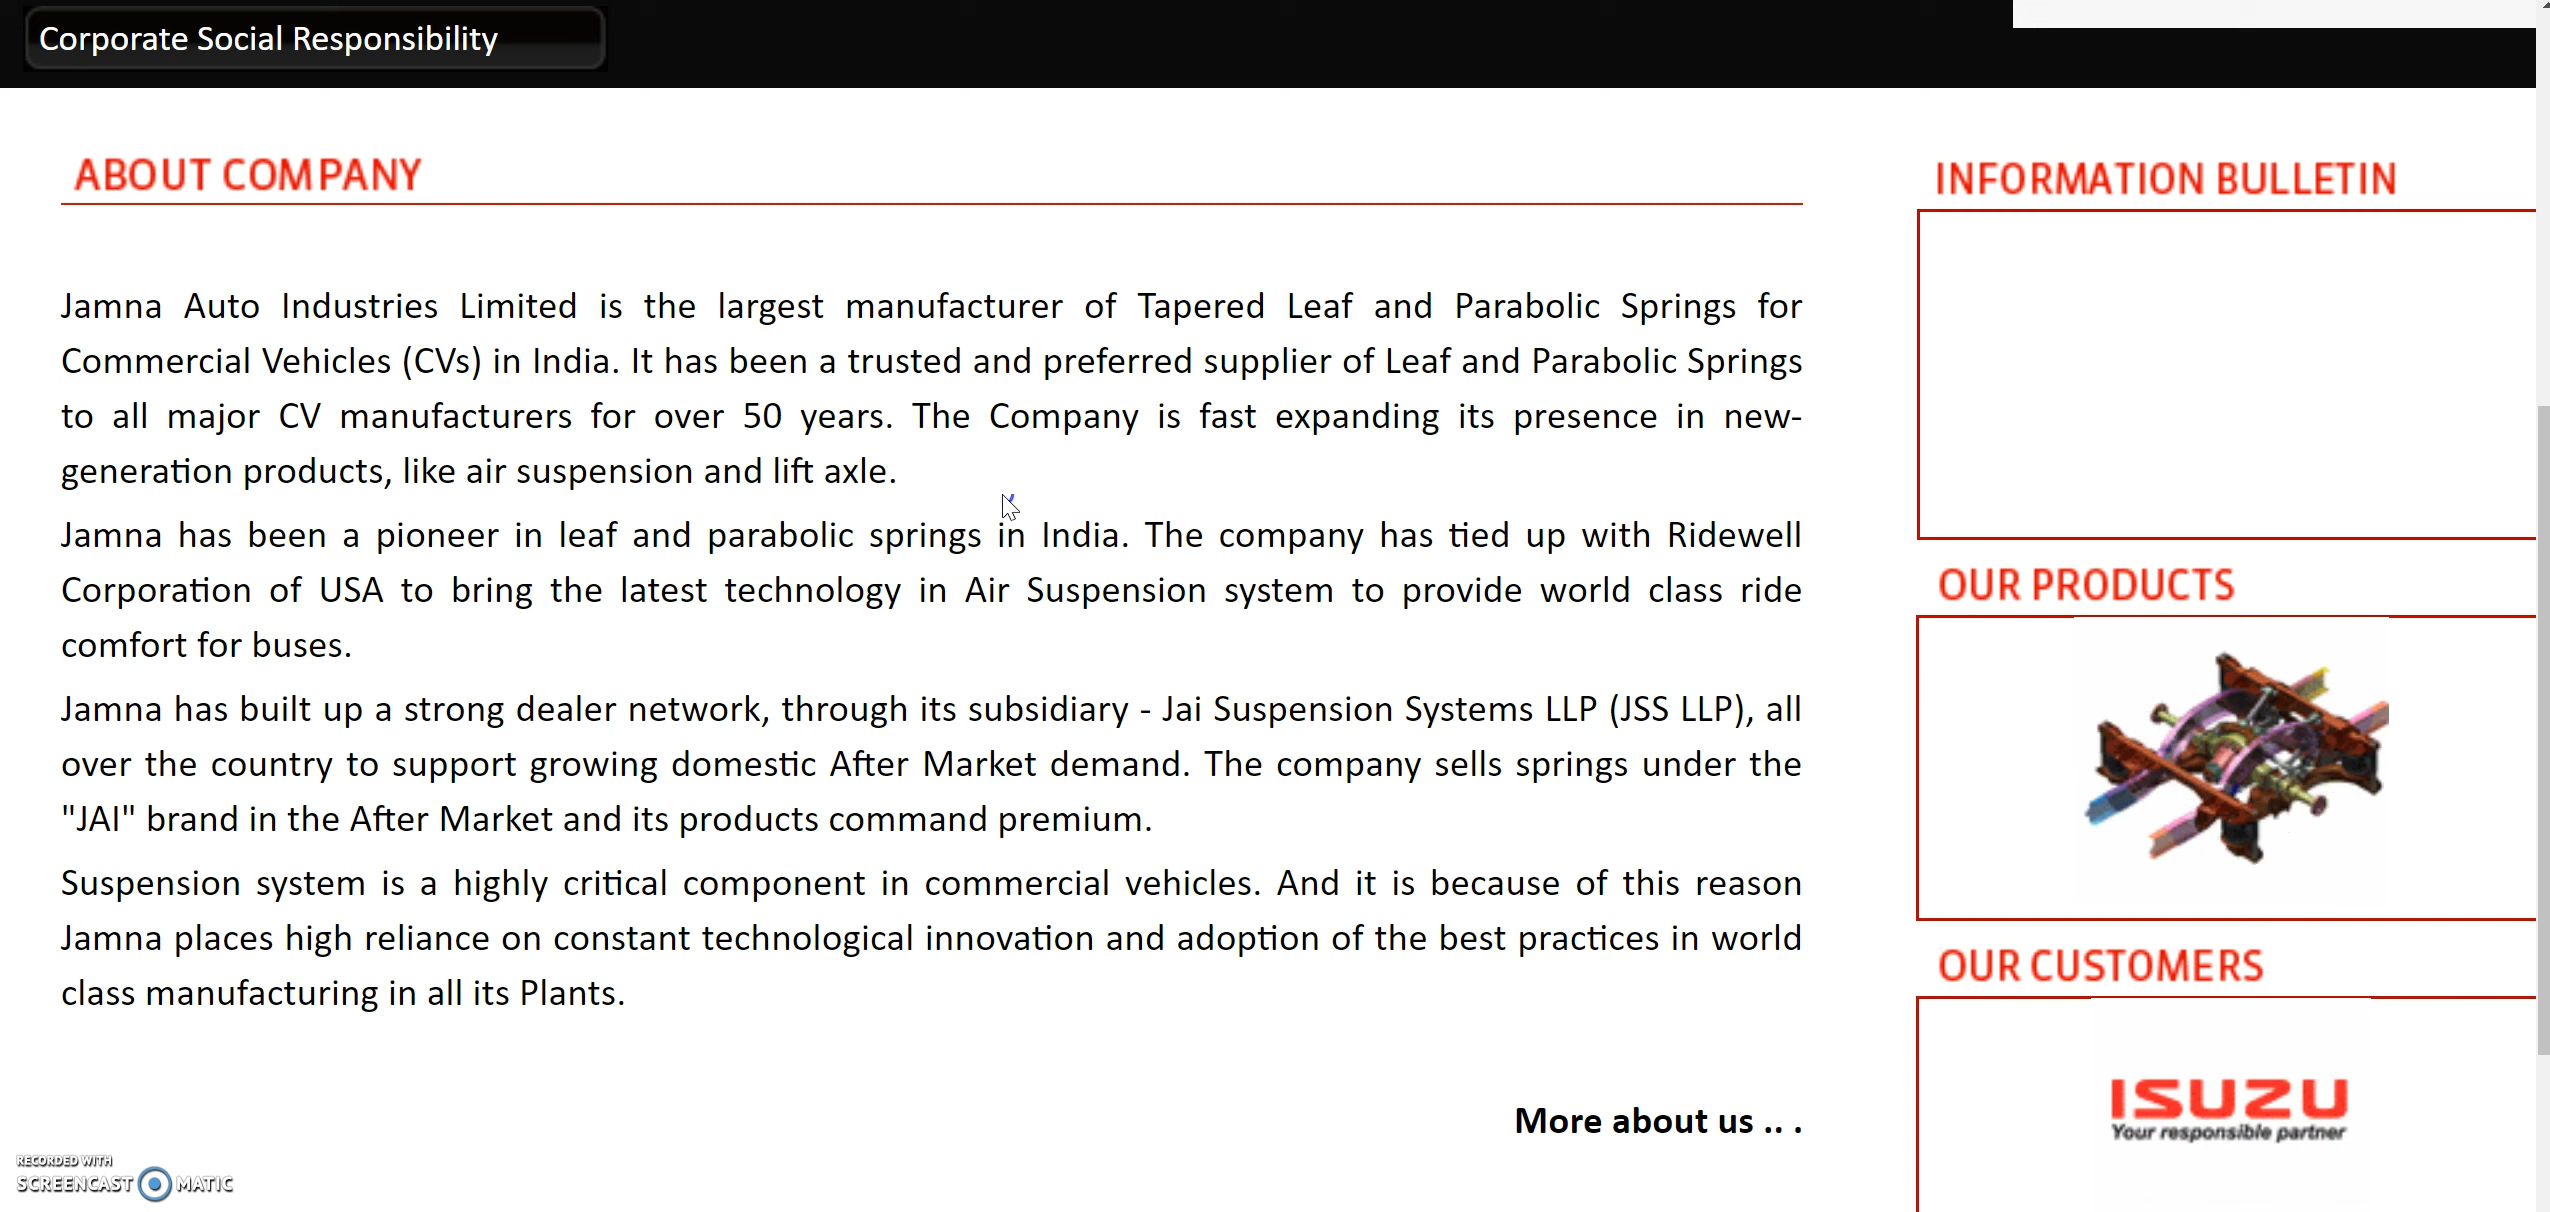 Corporate Social Responsibility
ABOUT COMPANY
Jamna Auto Industries Limited is the largest manufacturer of Tapered Leaf and Parabolic Springs for
Commercial Vehicles (CVs) in India. It has been a trusted and preferred supplier of Leaf and Parabolic Springs
to all major CV manufacturers for over 50 years. The Company is fast expanding its presence in new-
generation products, like air suspension and lift axle.
Jamna has been a pioneer in leaf and parabolic springs in India. The company has tied up with Ridewell
Corporation of USA to bring the latest technology in Air Suspension system to provide world class ride
comfort for buses.
Jamna has built up a strong dealer network, through its subsidiary - Jai Suspension Systems LLP (JSS LLP), all
over the country to support growing domestic After Market demand. The company sells springs under the
"JAI" brand in the After Market and its products command premium.
Suspension system is a highly critical component in commercial vehicles. And it is because of this reason
Jamna places high reliance on constant technological innovation and adoption of the best practices in world
class manufacturing in all its Plants.
More about us .. .
INFORMATION BULLETIN
OUR PRODUCTS
OUR CUSTOMERS
ISUZU
Your responsible partner
RECORDED WITH
SCREENCAST MATIC